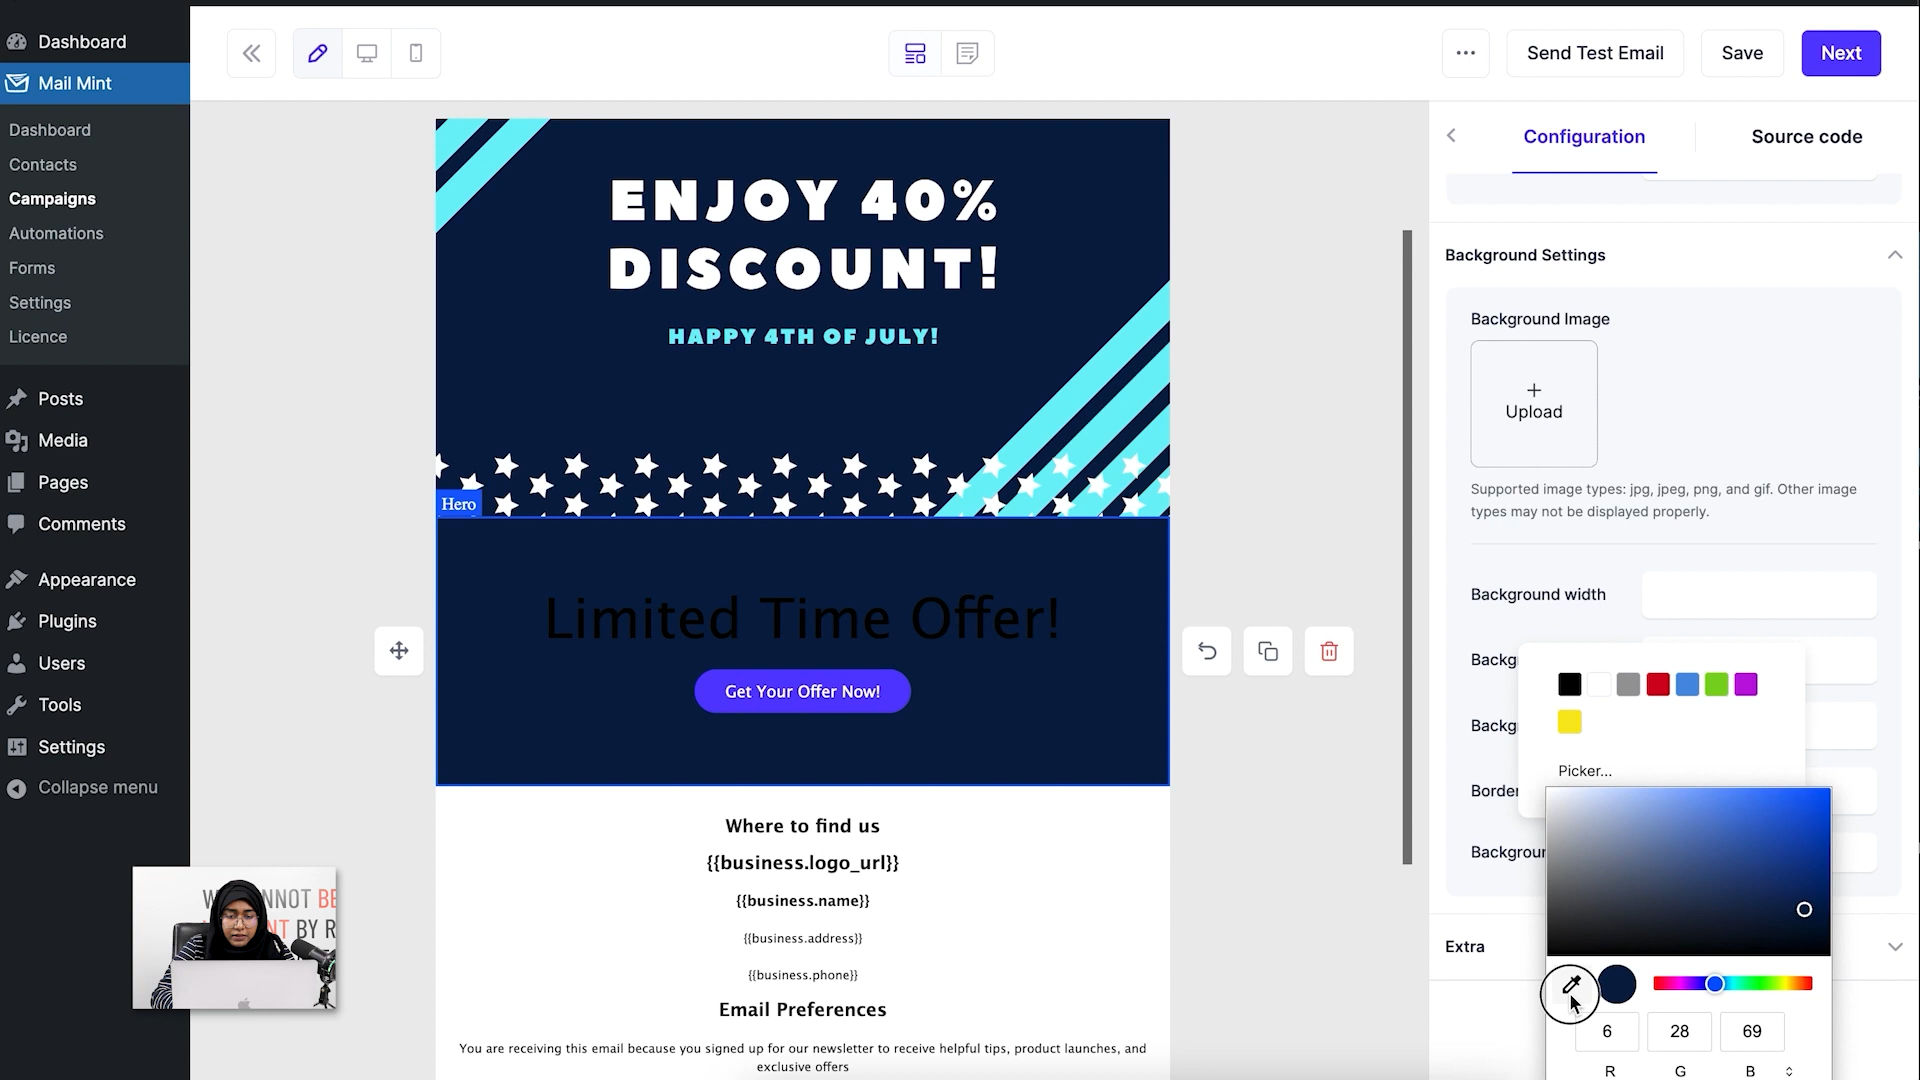 Dashboard
Mail Mint
Dashboard
Contacts
Campaigns
Automations
Forms
Settings
Licence
Posts
Media
Pages
Comments
Appearance
Plugins
Users
Tools
Settings
Collapse menu
Send Test Email
Save
Next
ENJOY 40%
DISCOUNT!
HAPPY 4TH OF JULY!
Hero
Limited Time Offer!
Get Your Offer Now!
Where to find us
{{business.logo_url}}
{{business.name}}
{{business.address}}
{{business.phone}}
Email Preferences
You are receiving this email because you signed up for our newsletter to receive helpful tips, product launches, and
exclusive offers
Configuration
Source code
Background Settings
Background Image
+
Upload
Supported image types: jpg, jpeg, png, and gif. Other image
types may not be displayed properly.
Background width
Backg
Backg
Border
Backgroun
Picker...
Extra
6 28 69
R G B
NNOT BE
BY R